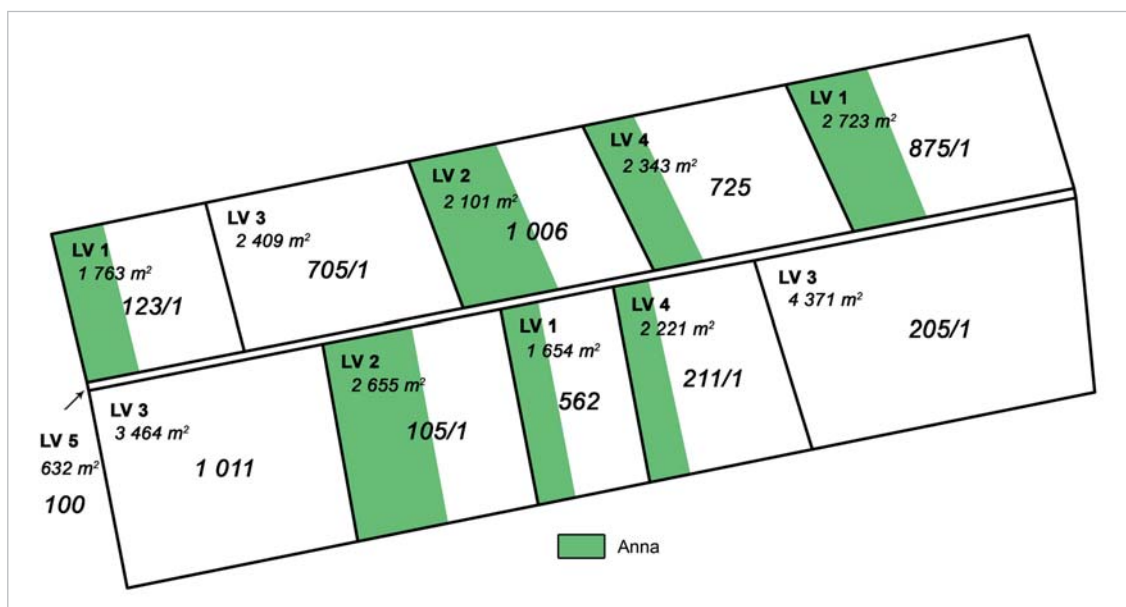 LV 1
2 723 m²
875/1
LV 4
2 343 m²
725
LV 2
2 101 m²
1 006
LV 3
2 409 m²
705/1
LV 1
1 763 m²
123/1
LV 3
4 371 m²
205/1
LV 4
2 221 m²
211/1
LV 1
1 654 m²
562
LV 2
2 655 m²
105/1
LV 3
3 464 m²
1 011
LV 5
632 m²
100
Anna